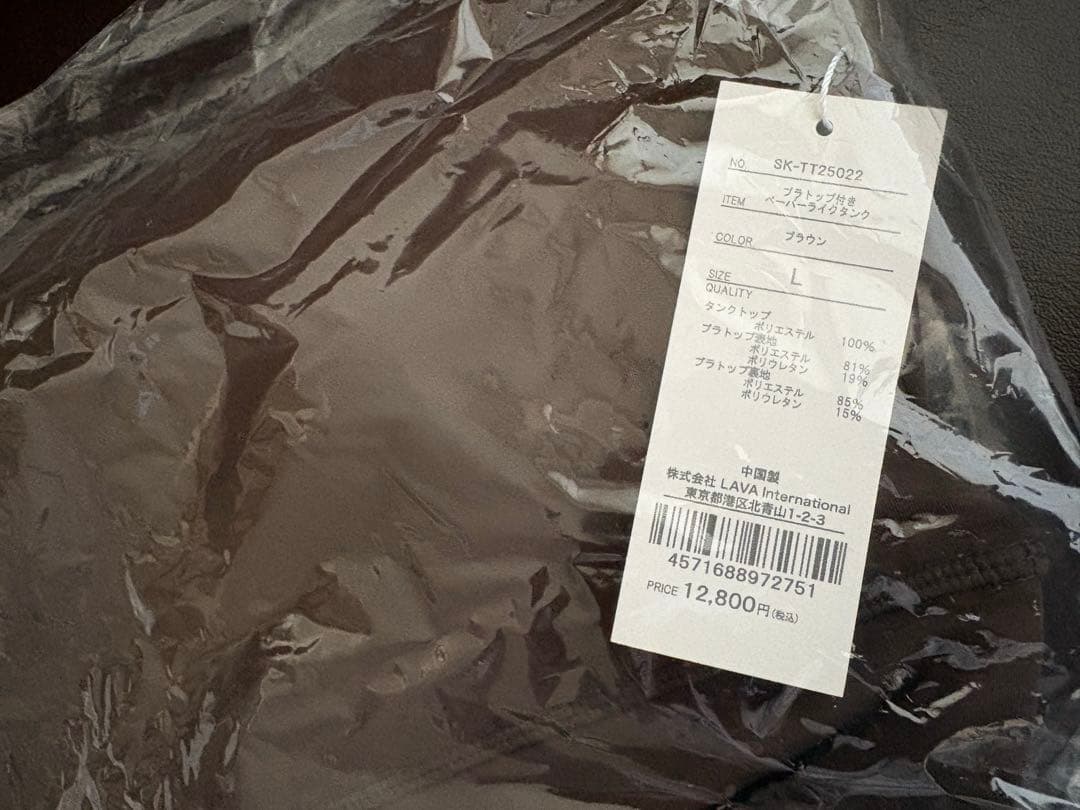 NO. SK-TT25022
ブラトップ付き
ITEM ペーパーライクタンク
COLOR ブラウン
SIZE L
QUALITY
タンクトップ
ポリエステル 100%
ブラトップ表地
ポリエステル 81%
ポリウレタン 19%
ブラトップ裏地
ポリエステル 85%
ポリウレタン 15%
中国製
株式会社 LAVA International
東京都港区北青山1-2-3
4571688972751
PRICE 12,800円(税込)